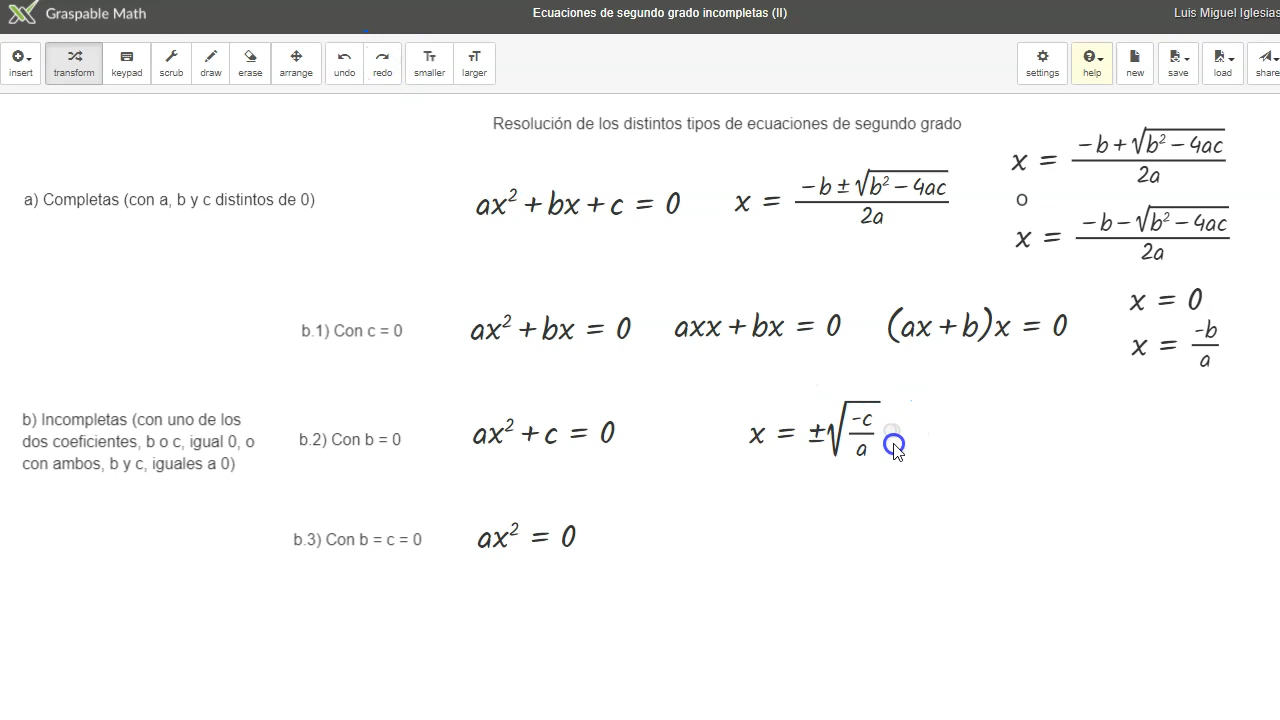 Graspable Math
Ecuaciones de segundo grado incompletas (II)
Luis Miguel Iglesias
insert transform keypad scrub draw erase arrange undo redo smaller larger settings help new save load share
Resolución de los distintos tipos de ecuaciones de segundo grado
a) Completas (con a, b y c distintos de 0)
ax² + bx + c = 0
x = (-b ± √(b² - 4ac)) / 2a
x = (-b + √(b² - 4ac)) / 2a
o
x = (-b - √(b² - 4ac)) / 2a
b.1) Con c = 0
ax² + bx = 0
axx + bx = 0
(ax + b)x = 0
x = 0
x = -b/a
b) Incompletas (con uno de los
dos coeficientes, b o c, igual 0, o
con ambos, b y c, iguales a 0)
b.2) Con b = 0
ax² + c = 0
x = ±√(-c/a)
b.3) Con b = c = 0
ax² = 0